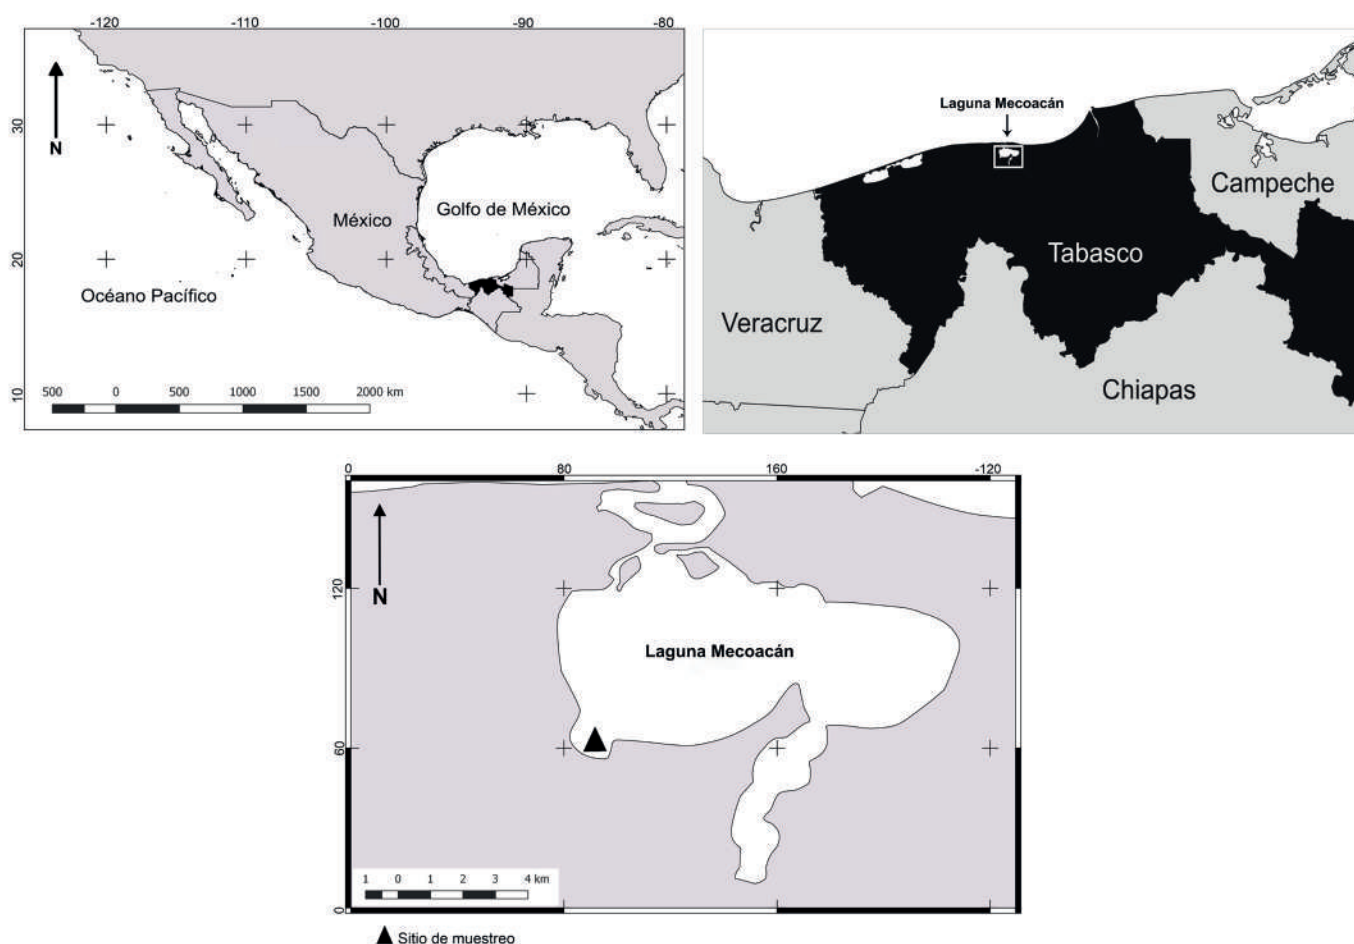 -120 -110 -100 -90 -80
30
20
10
N
México
Golfo de México
Océano Pacífico
500 0 500 1000 1500 2000 km
Laguna Mecoacán
Campeche
Tabasco
Veracruz
Chiapas
0 80 160 -120
120
60
0
N
Laguna Mecoacán
1 0 1 2 3 4 km
Sitio de muestreo